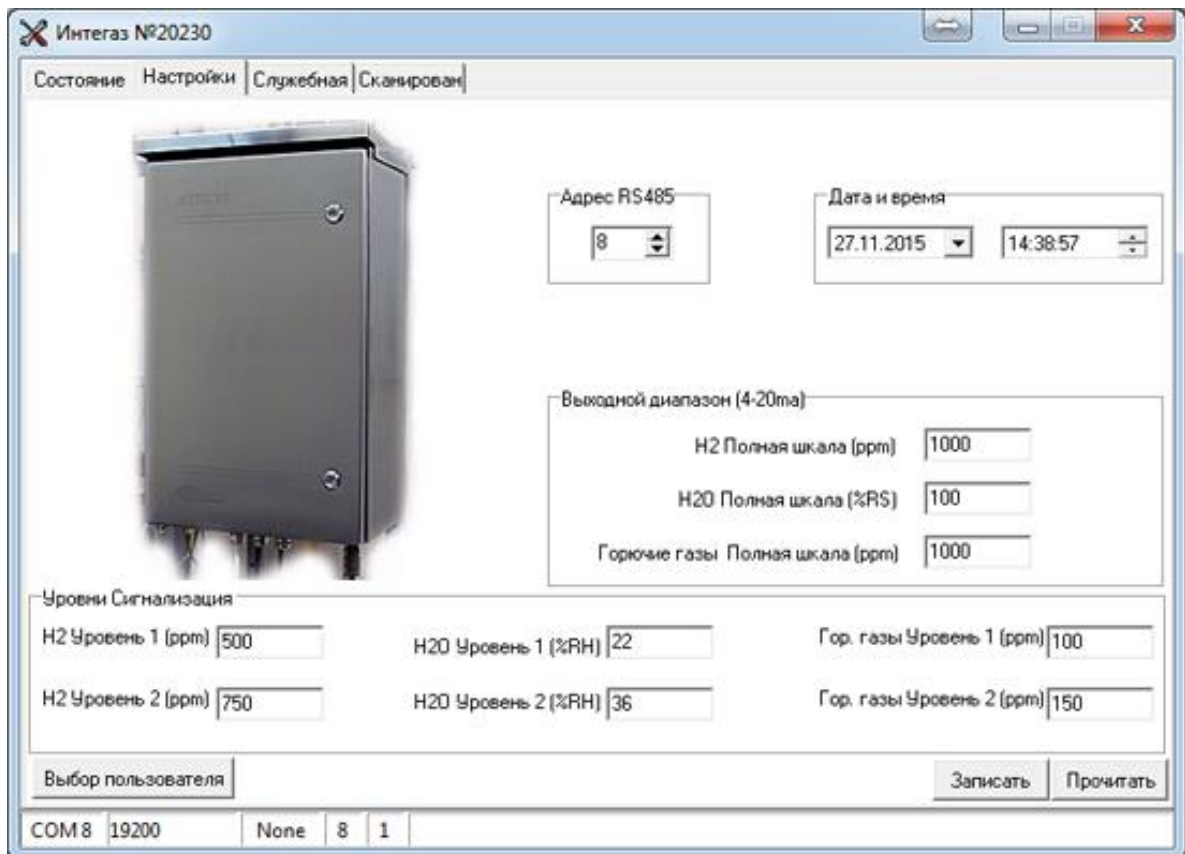 Интегаз №20230
Состояние Настройки Служебная Сканирован
Адрес RS485
8
Дата и время
27.11.2015 14:38:57
Выходной диапазон (4-20ma)
H2 Полная шкала (ppm) 1000
H2O Полная шкала (%RS) 100
Горючие газы Полная шкала (ppm) 1000
Уровни Сигнализация
H2 Уровень 1 (ppm) 500
H2O Уровень 1 (%RH) 22
Гор. газы Уровень 1 (ppm) 100
H2 Уровень 2 (ppm) 750
H2O Уровень 2 (%RH) 36
Гор. газы Уровень 2 (ppm) 150
Выбор пользователя
Записать Прочитать
COM 8 19200 None 8 1